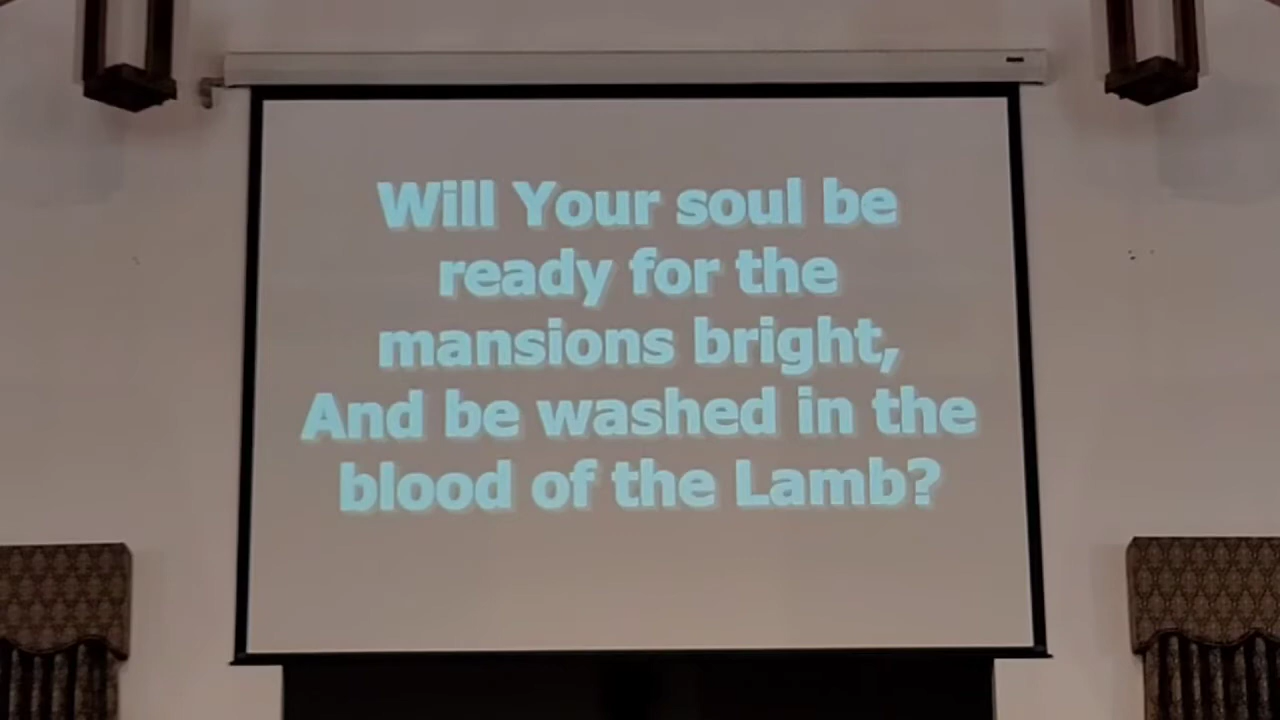 Will Your soul be
ready for the
mansions bright,
And be washed in the
blood of the Lamb?